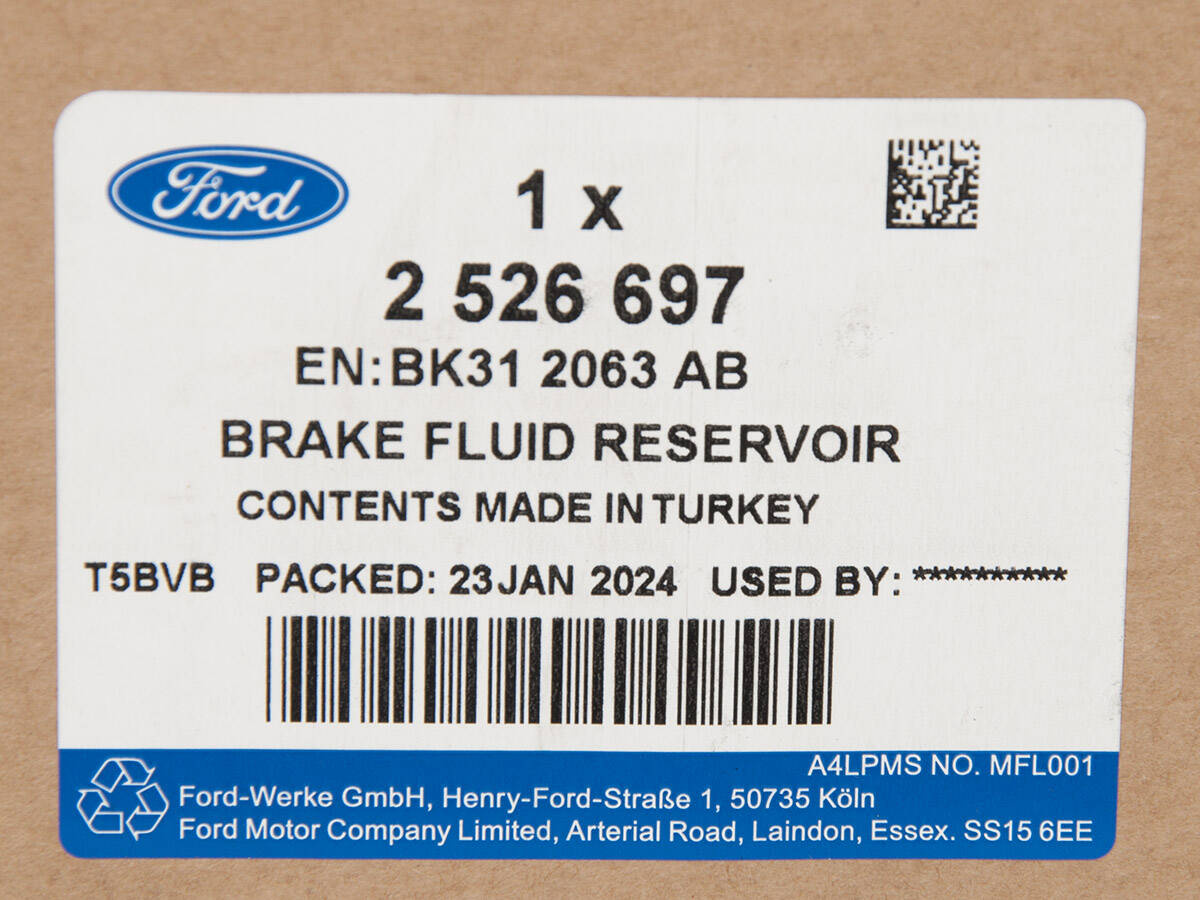 Ford
1 x
2 526 697
EN: BK31 2063 AB
BRAKE FLUID RESERVOIR
CONTENTS MADE IN TURKEY
T5BVB PACKED: 23 JAN 2024 USED BY: **********
A4LPMS NO. MFL001
Ford-Werke GmbH, Henry-Ford-Straße 1, 50735 Köln
Ford Motor Company Limited, Arterial Road, Laindon, Essex. SS15 6EE